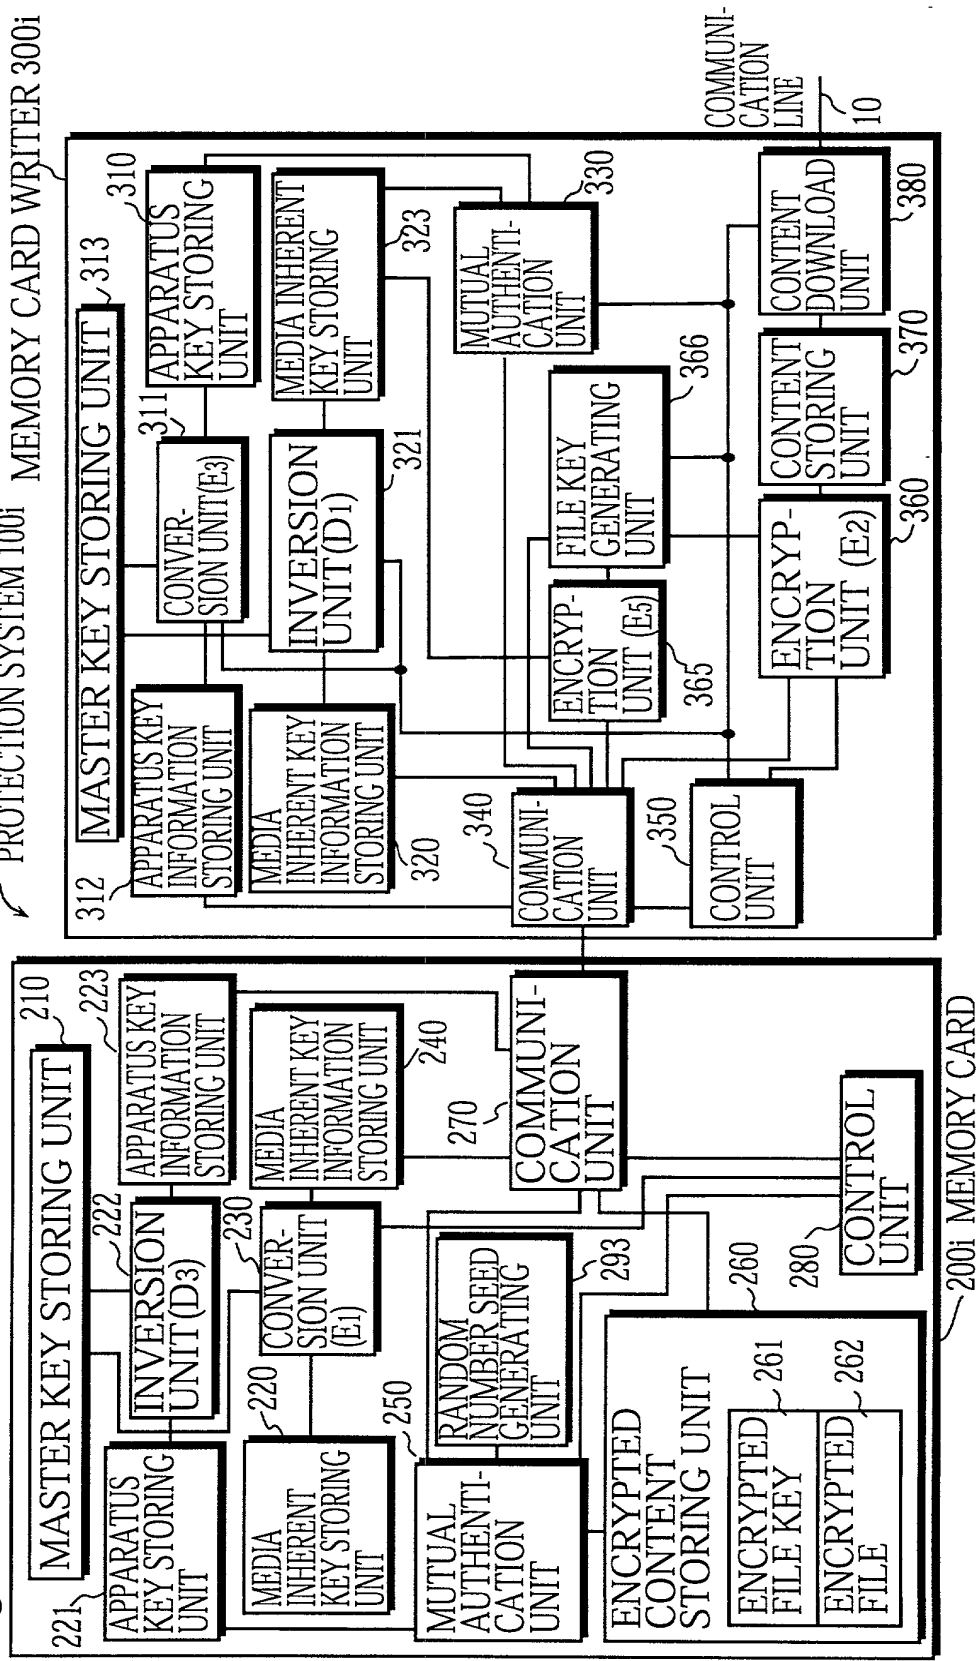 PROTECTION SYSTEM 100i
MEMORY CARD WRITER 300i
MASTER KEY STORING UNIT
210
APPARATUS
KEY STORING
UNIT
221
INVERSION
UNIT(D3)
222
APPARATUS KEY
INFORMATION
STORING UNIT
223
MEDIA
INHERENT
KEY STORING
UNIT
220
CONVER-
SION UNIT
(E1)
230
MEDIA
INHERENT KEY
INFORMATION
STORING UNIT
240
MUTUAL
AUTHENTI-
CATION
UNIT
250
RANDOM
NUMBER SEED
GENERATING
UNIT
293
COMMUNI-
CATION
UNIT
270
ENCRYPTED
CONTENT
STORING UNIT
260
ENCRYPTED
FILE KEY
261
ENCRYPTED
FILE
262
CONTROL
UNIT
280
200i MEMORY CARD
MASTER KEY STORING UNIT
313
APPARATUS KEY
INFORMATION
STORING UNIT
312
CONVER-
SION UNIT(E3)
311
APPARATUS
KEY STORING
UNIT
310
MEDIA
INHERENT KEY
INFORMATION
STORING UNIT
320
INVERSION
UNIT(D1)
321
MEDIA INHERENT
KEY STORING
UNIT
323
MUTUAL
AUTHENTI-
CATION
UNIT
330
COMMUNI-
CATION
UNIT
340
ENCRYP-
TION
UNIT (E5)
365
FILE KEY
GENERATING
UNIT
366
CONTROL
UNIT
350
ENCRYP-
TION
UNIT (E2)
360
CONTENT
STORING
UNIT
370
CONTENT
DOWNLOAD
UNIT
380
COMMUNI-
CATION
LINE
10